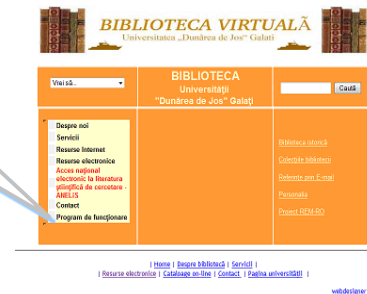 BIBLIOTECA VIRTUALĂ
Universitatea „Dunărea de Jos" Galati
Vrei să..
BIBLIOTECA
Universităţii
"Dunărea de Jos" Galaţi
Caută
Despre noi
Servicii
Resurse Internet
Resurse electronice
Acces naţional
electronic la literatura
ştiinţifică de cercetare -
ANELiS
Contact
Program de funcţionare
Biblioteca istorică
Colecţiile bibliotecii
Referinţe prin E-mail
Personalia
Proiect REM-RO
| Home | Despre bibliotecă | Servicii |
| Resurse electronice | Cataloage on-line | Contact | Pagina universităţii |
webdesigner